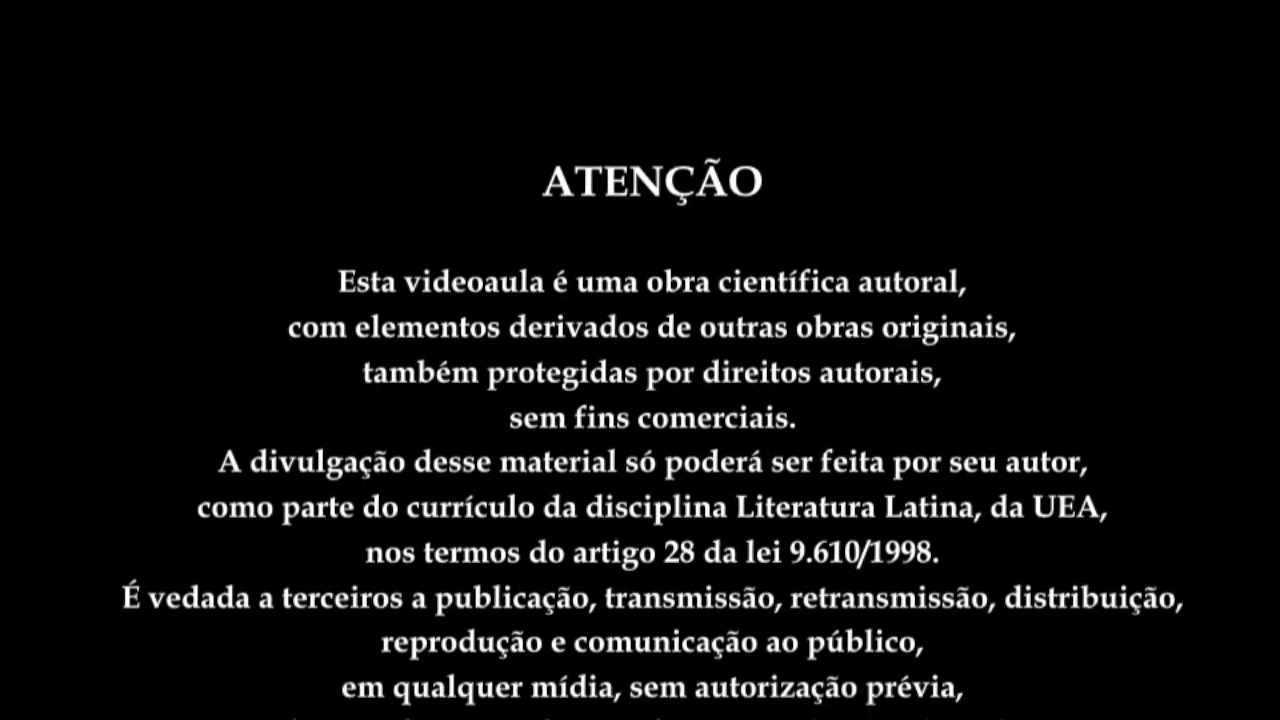 ATENÇÃO
Esta videoaula é uma obra científica autoral,
com elementos derivados de outras obras originais,
também protegidas por direitos autorais,
sem fins comerciais.
A divulgação desse material só poderá ser feita por seu autor,
como parte do currículo da disciplina Literatura Latina, da UEA,
nos termos do artigo 28 da lei 9.610/1998.
É vedada a terceiros a publicação, transmissão, retransmissão, distribuição,
reprodução e comunicação ao público,
em qualquer mídia, sem autorização prévia,